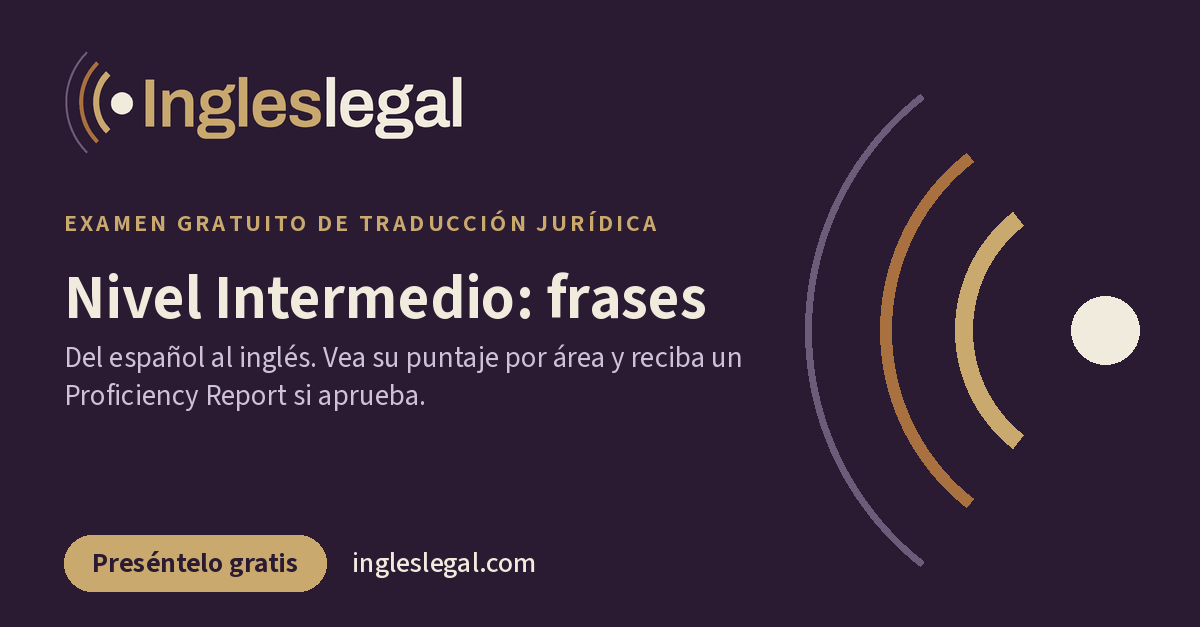 Ingleslegal
EXAMEN GRATUITO DE TRADUCCIÓN JURÍDICA
Nivel Intermedio: frases
Del español al inglés. Vea su puntaje por área y reciba un
Proficiency Report si aprueba.
Preséntelo gratis
ingleslegal.com